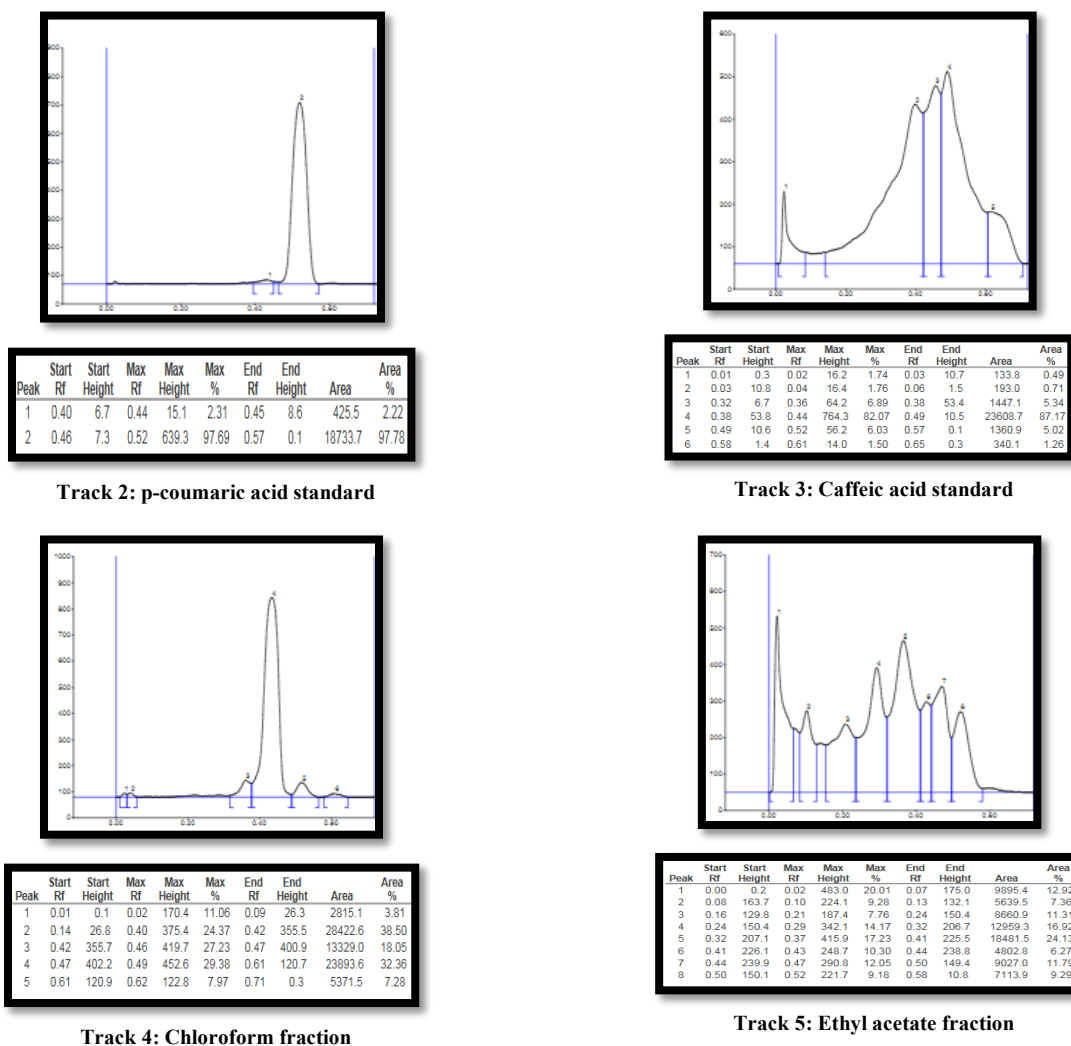 Peak Start Rf Start Height Max Rf Max Height Max % End Rf End Height Area Area %
1 0.40 6.7 0.44 15.1 2.31 0.45 8.6 425.5 2.22
2 0.46 7.3 0.52 639.3 97.69 0.57 0.1 18733.7 97.78
Track 2: p-coumaric acid standard
Peak Start Rf Start Height Max Rf Max Height Max % End Rf End Height Area Area %
1 0.01 0.3 0.02 16.2 1.74 0.03 10.7 133.8 0.49
2 0.03 10.8 0.04 16.4 1.76 0.06 1.5 193.0 0.71
3 0.32 6.7 0.36 64.2 6.89 0.38 53.4 1447.1 5.34
4 0.38 53.8 0.44 764.3 82.07 0.49 10.5 23608.7 87.17
5 0.49 10.6 0.52 56.2 6.03 0.57 0.1 1360.9 5.02
6 0.58 1.4 0.61 14.0 1.50 0.65 0.3 340.1 1.26
Track 3: Caffeic acid standard
Peak Start Rf Start Height Max Rf Max Height Max % End Rf End Height Area Area %
1 0.01 0.1 0.02 170.4 11.06 0.09 26.3 2815.1 3.81
2 0.14 26.8 0.40 375.4 24.37 0.42 355.5 28422.6 38.50
3 0.42 355.7 0.46 419.7 27.23 0.47 400.9 13329.0 18.05
4 0.47 402.2 0.49 452.6 29.38 0.61 120.7 23893.6 32.36
5 0.61 120.9 0.62 122.8 7.97 0.71 0.3 5371.5 7.28
Track 4: Chloroform fraction
Peak Start Rf Start Height Max Rf Max Height Max % End Rf End Height Area Area %
1 0.00 0.2 0.02 483.0 20.01 0.07 175.0 9895.4 12.92
2 0.08 163.7 0.10 224.1 9.28 0.13 132.1 5639.5 7.36
3 0.16 129.8 0.21 187.4 7.76 0.24 150.4 8660.9 11.31
4 0.24 150.4 0.29 342.1 14.17 0.32 206.7 12959.3 16.92
5 0.32 207.1 0.37 415.9 17.23 0.41 225.5 18481.5 24.13
6 0.41 226.1 0.43 248.7 10.30 0.44 238.8 4802.8 6.27
7 0.44 239.9 0.47 290.8 12.05 0.50 149.4 9027.0 11.79
8 0.50 150.1 0.52 221.7 9.18 0.58 10.8 7113.9 9.29
Track 5: Ethyl acetate fraction